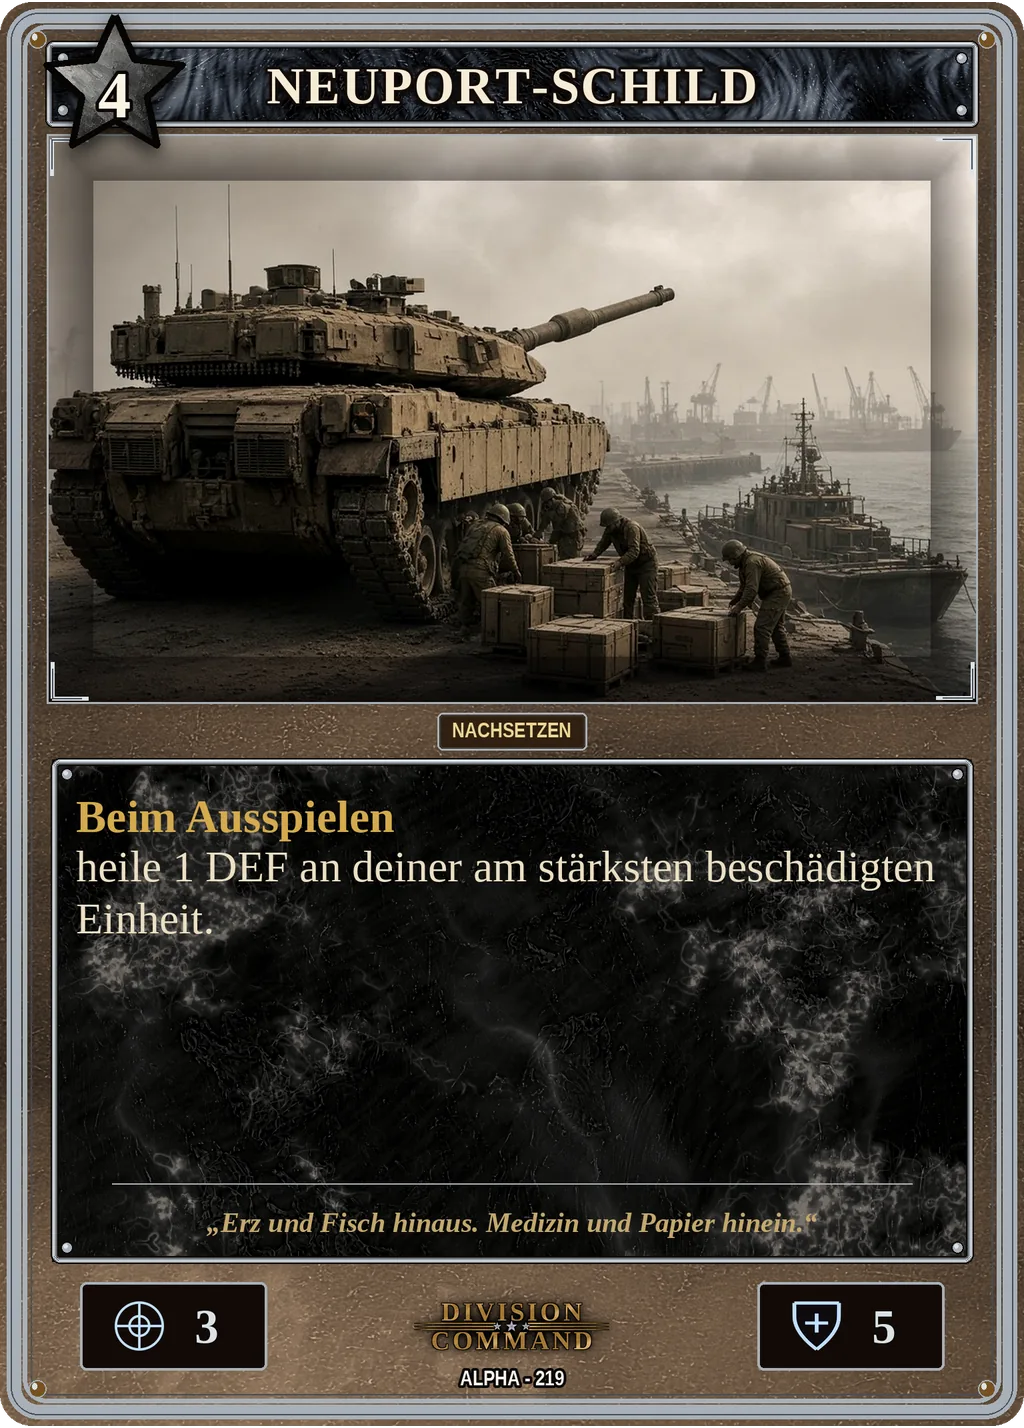 4
NEUPORT-SCHILD
NACHSETZEN
Beim Ausspielen
heile 1 DEF an deiner am stärksten beschädigten
Einheit.
„Erz und Fisch hinaus. Medizin und Papier hinein.“
3
DIVISION
COMMAND
5
ALPHA - 219